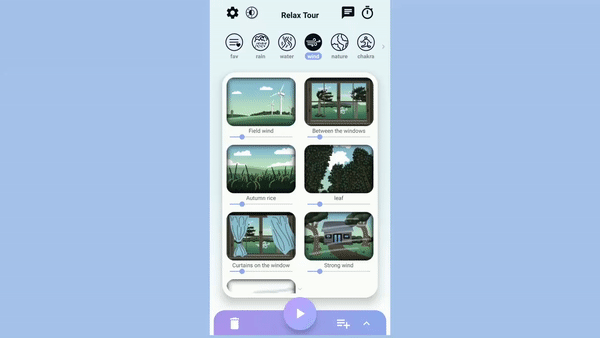 Relax Tour
fav
rain
water
wind
nature
chakra
Field wind
Between the windows
Autumn rice
leaf
Curtains on the window
Strong wind